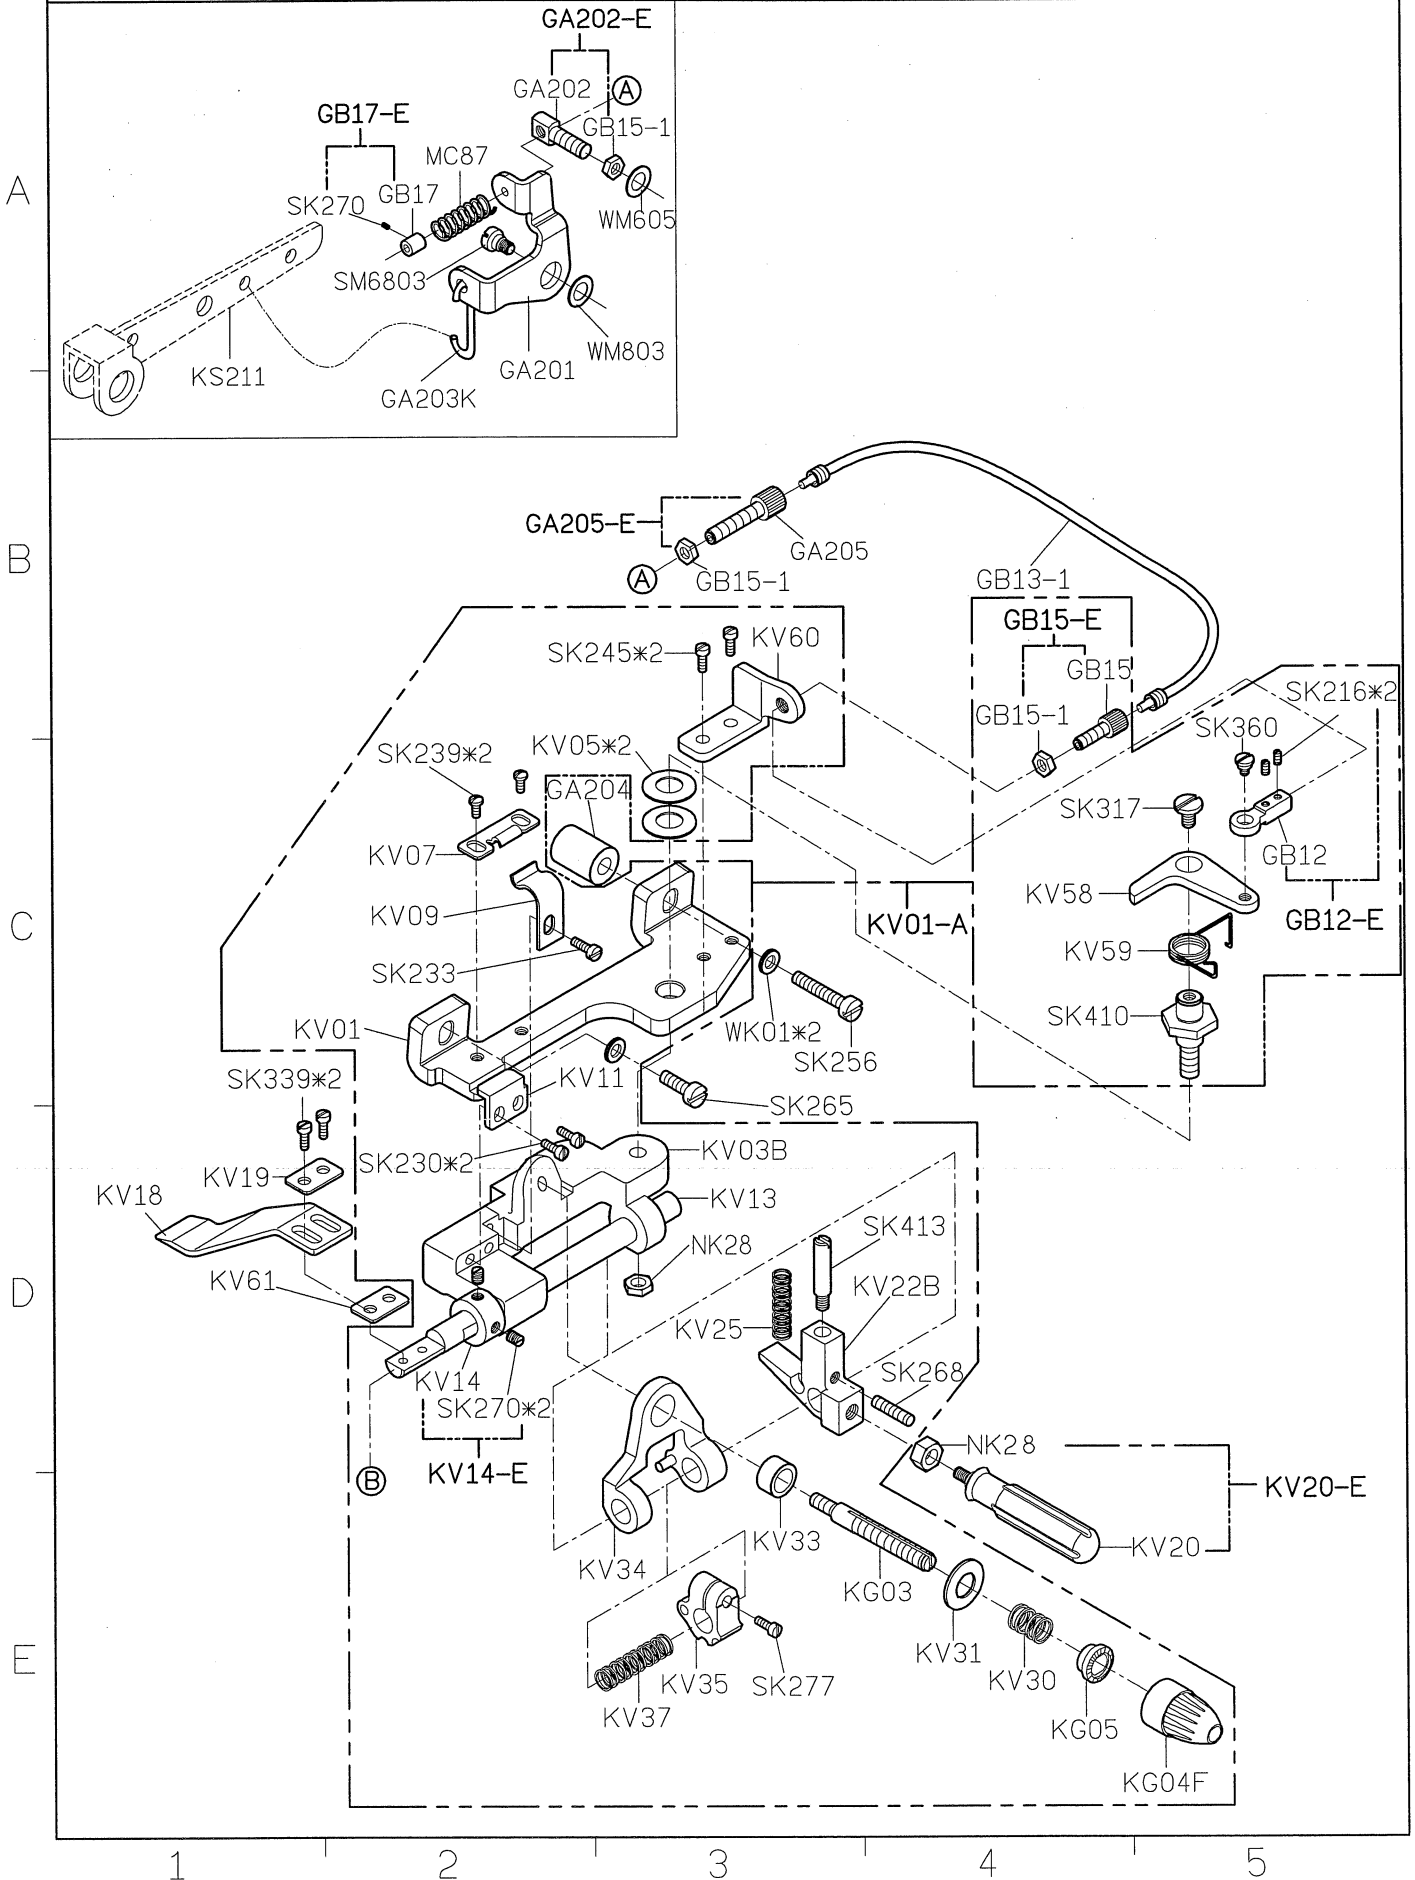 GA202-E
GA202
A
GB17-E
GB15-1
MC87
A
SK270
GB17
WM605
SM6803
WM803
KS211
GA201
GA203K
GA205-E
GA205
B
A
GB15-1
GB13-1
GB15-E
SK245*2
KV60
GB15
SK216*2
GB15-1
SK360
SK239*2
KV05*2
GA204
SK317
KV07
GB12
KV58
KV09
C
KV01-A
GB12-E
KV59
SK233
KV01
WK01*2
SK410
SK256
SK339*2
KV11
SK265
KV03B
SK230*2
KV19
KV18
KV13
SK413
NK28
KV61
D
KV22B
KV25
KV14
SK268
SK270*2
NK28
KV14-E
B
KV20-E
KV33
KV20
KV34
KG03
KV31
E
KV35
SK277
KV30
KV37
KG05
KG04F
1
2
3
4
5